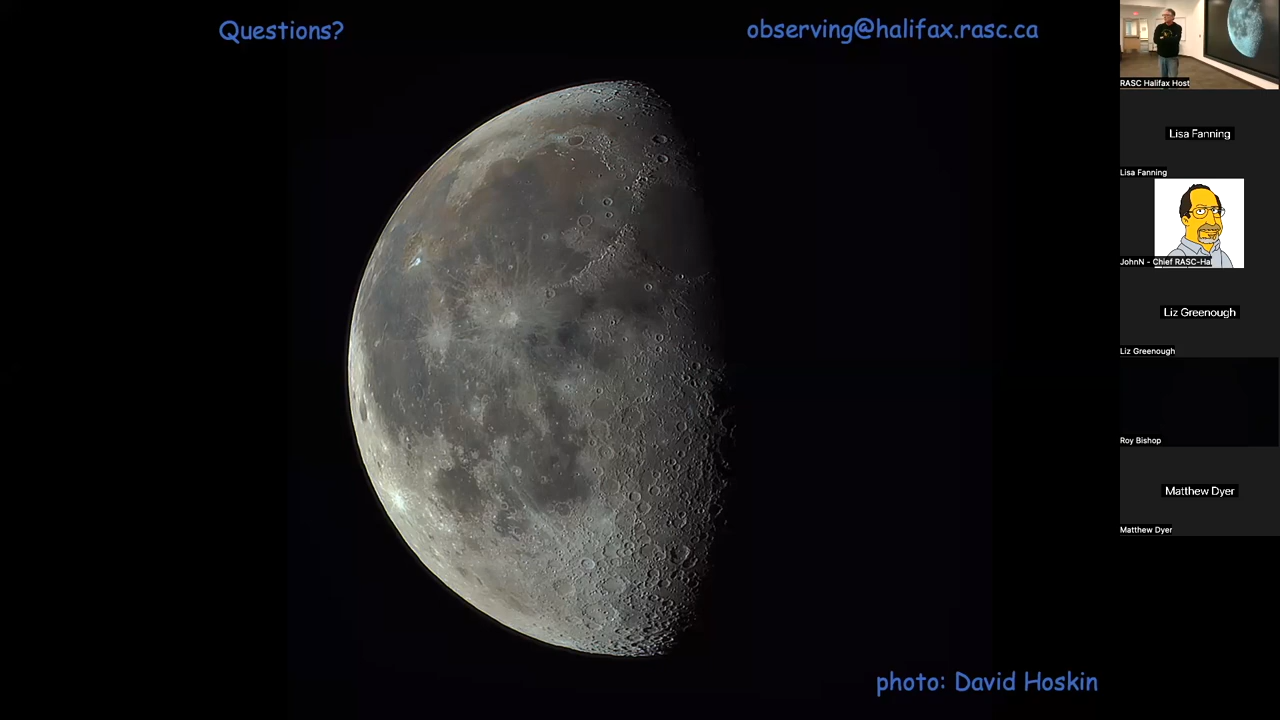 Questions?
observing@halifax.rasc.ca
RASC Halifax Host
Lisa Fanning
Lisa Fanning
JohnN - Chief RASC-Hal
Liz Greenough
Liz Greenough
Roy Bishop
Matthew Dyer
Matthew Dyer
photo: David Hoskin